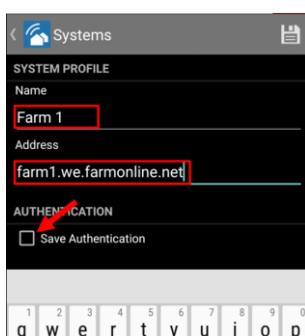 Systems
SYSTEM PROFILE
Name
Farm 1
Address
farm1.we.farmonline.net
AUTHENTICATION
Save Authentication
1 2 3 4 5 6 7 8 9 0
q w e r t y u i o p